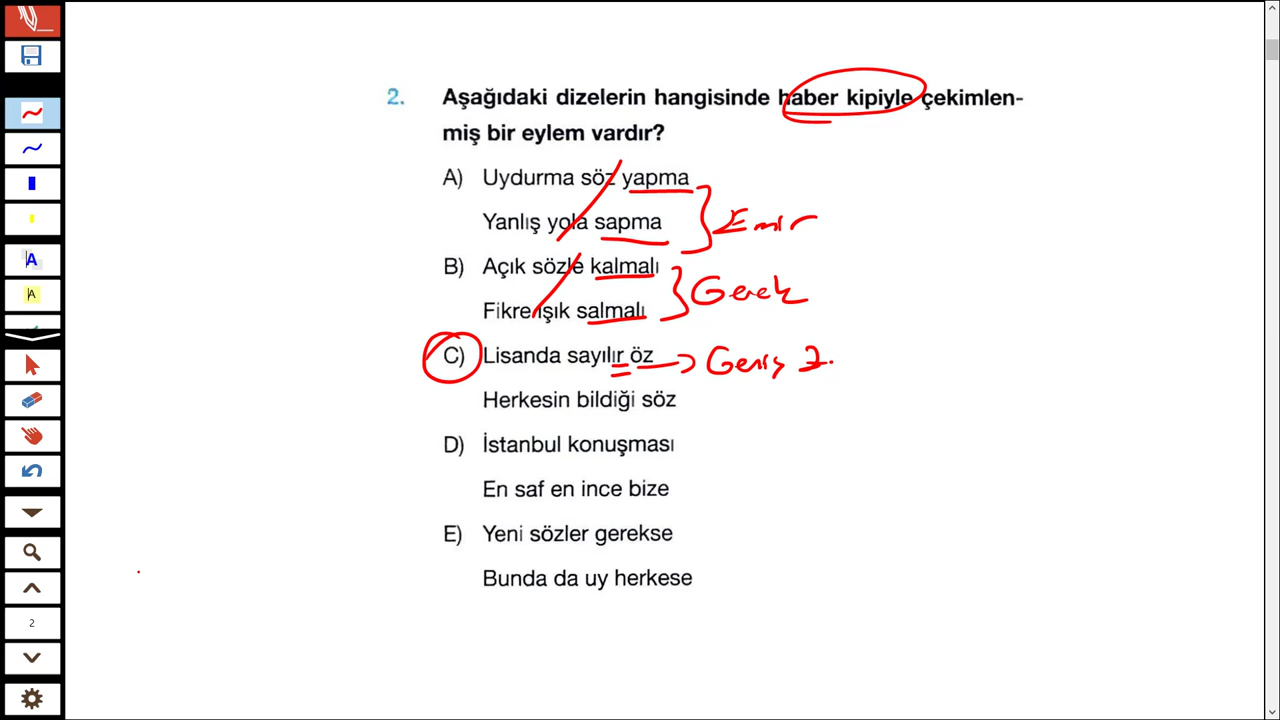 2. Aşağıdaki dizelerin hangisinde haber kipiyle çekimlen-
miş bir eylem vardır?
A) Uydurma söz yapma
Yanlış yola sapma
Emir
B) Açık sözle kalmalı
Fikre ışık salmalı
Gerek
C) Lisanda sayılır öz
Geniş Z.
Herkesin bildiği söz
D) İstanbul konuşması
En saf en ince bize
E) Yeni sözler gerekse
Bunda da uy herkese
A
A
2